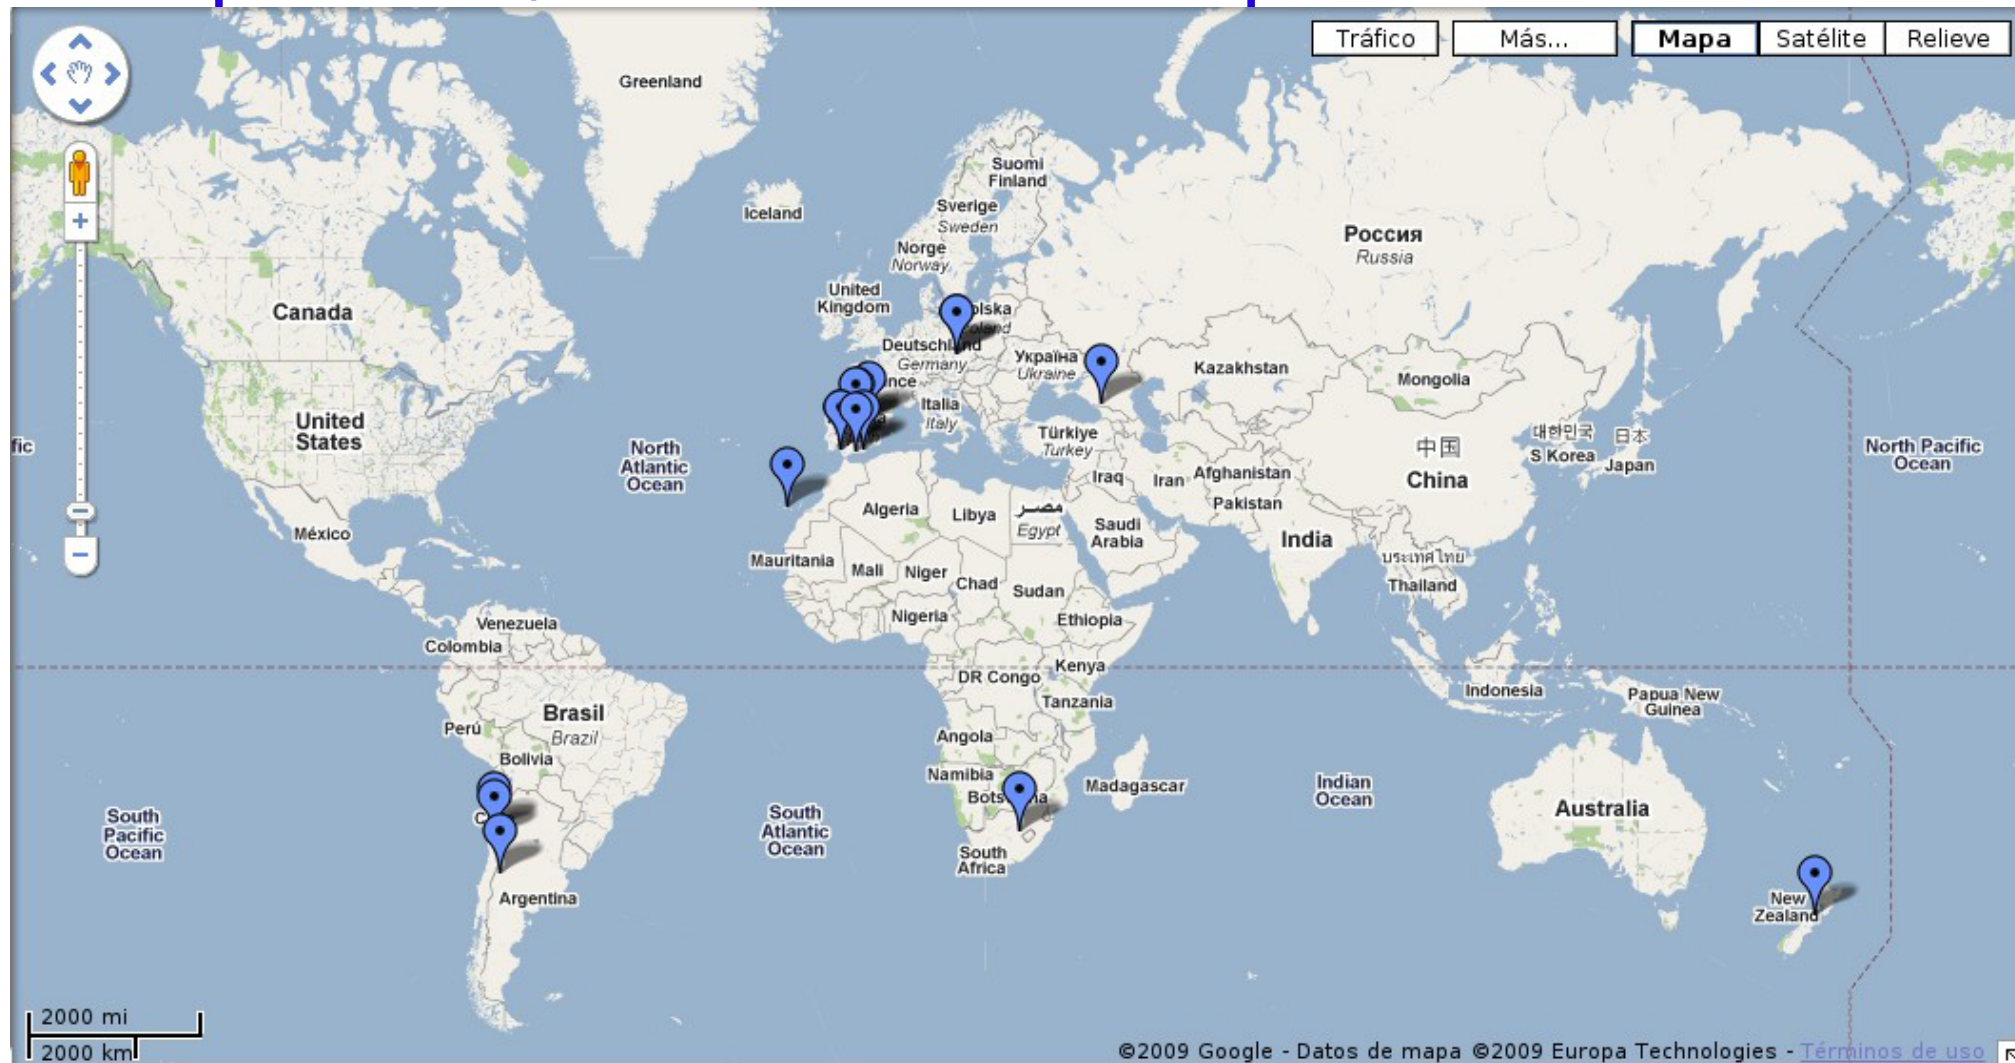 Tráfico
Más...
Mapa
Satélite
Relieve
Greenland
Suomi
Finland
Iceland
Sverige
Sweden
Norge
Norway
Россия
Russia
United
Kingdom
Canada
Deutschland
Germany
Україна
Ukraine
Kazakhstan
Mongolia
Italia
Italy
United
States
Türkiye
Turkey
中国
China
대한민국
S Korea
日本
Japan
North Pacific
Ocean
fic
North
Atlantic
Ocean
Iraq
Iran
Afghanistan
Pakistan
Algeria
Libya
مصر
Egypt
Saudi
Arabia
India
México
Mauritania
Mali
Niger
Chad
Sudan
ประเทศไทย
Thailand
Nigeria
Ethiopia
Venezuela
Colombia
Kenya
DR Congo
Tanzania
Indonesia
Papua New
Guinea
Brasil
Brazil
Perú
Bolivia
Angola
Namibia
Madagascar
Indian
Ocean
South
Pacific
Ocean
South
Atlantic
Ocean
Australia
South
Africa
Argentina
New
Zealand
2000 mi
2000 km
©2009 Google - Datos de mapa ©2009 Europa Technologies - Términos de uso